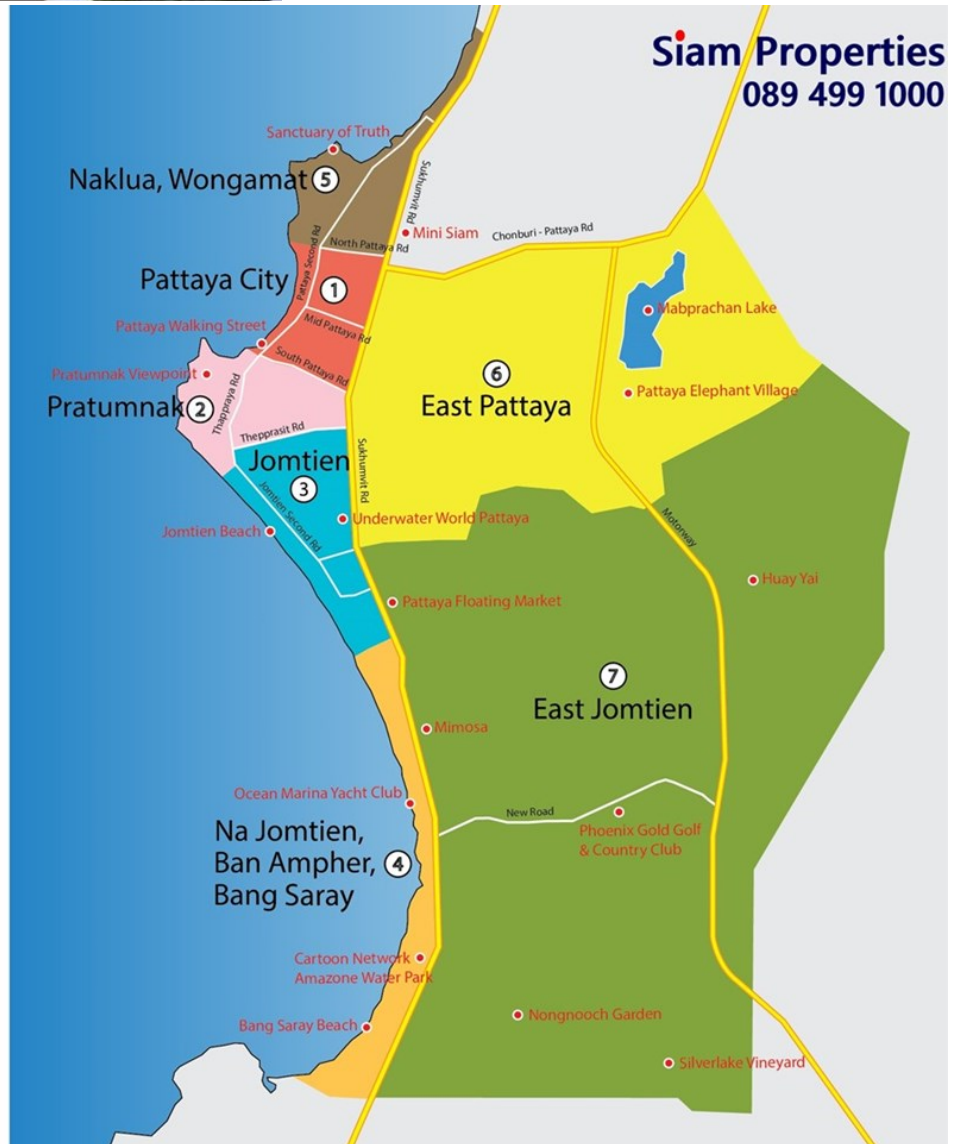 Siam Properties
089 499 1000
Sanctuary of Truth
Naklua, Wongamat 5
Sukhumvit Rd
Mini Siam
Chonburi - Pattaya Rd
North Pattaya Rd
Pattaya Second Rd
Pattaya City
1
Mabprachan Lake
Pattaya Walking Street
Mid Pattaya Rd
South Pattaya Rd
Pratumnak Viewpoint
6
East Pattaya
Pattaya Elephant Village
Pratumnak 2
Thappraya Rd
Thepprasit Rd
Jomtien
3
Sukhumvit Rd
Jomtien Second Rd
Underwater World Pattaya
Jomtien Beach
Motorway
Huay Yai
Pattaya Floating Market
7
East Jomtien
Mimosa
Ocean Marina Yacht Club
New Road
Phoenix Gold Golf
& Country Club
Na Jomtien,
Ban Ampher, 4
Bang Saray
Cartoon Network
Amazone Water Park
Bang Saray Beach
Nongnooch Garden
Silverlake Vineyard